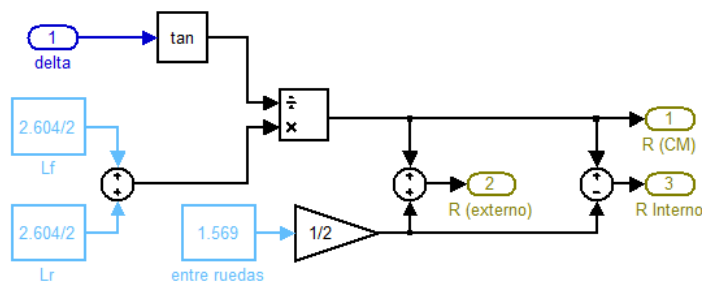 1
delta
tan
2.604/2
Lf
÷
×
+
+
2.604/2
Lr
1.569
entre ruedas
1/2
1
R (CM)
+
+
2
R (externo)
+
−
3
R Interno